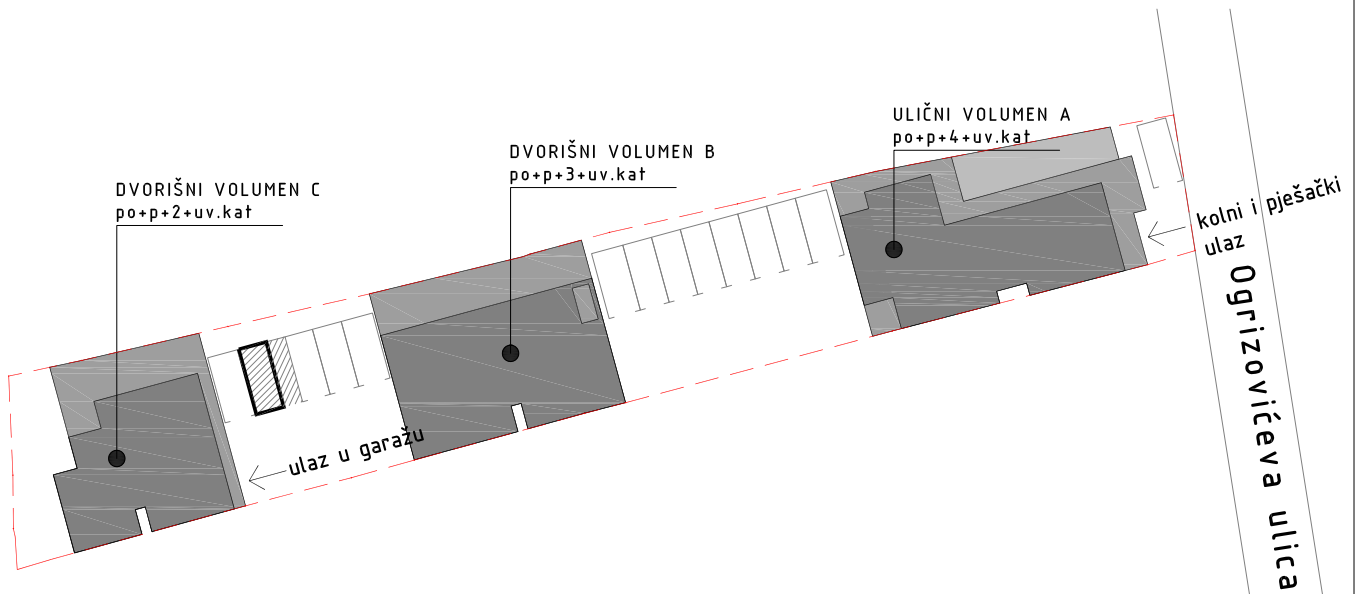 ULIČNI VOLUMEN A
po+p+4+uv.kat
DVORIŠNI VOLUMEN B
po+p+3+uv.kat
DVORIŠNI VOLUMEN C
po+p+2+uv.kat
kolni i pješački
ulaz
ulaz u garažu
Ogrizovićeva ulica